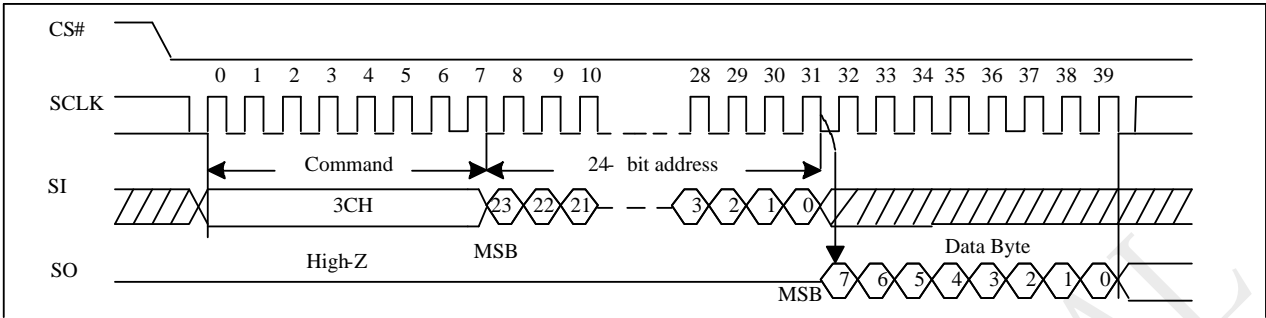 CS#
0 1 2 3 4 5 6 7 8 9 10 28 29 30 31 32 33 34 35 36 37 38 39
SCLK
Command 24- bit address
SI
3CH 23 22 21 3 2 1 0
High-Z MSB Data Byte
SO
MSB 7 6 5 4 3 2 1 0